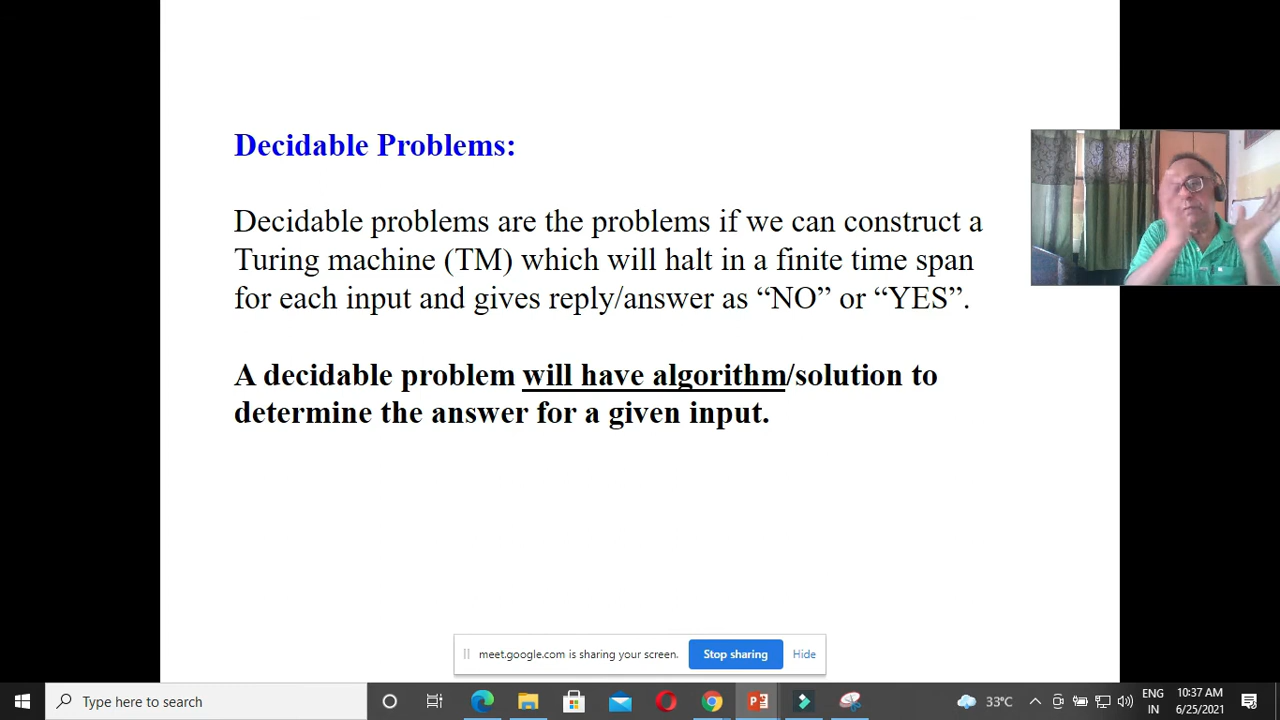 Decidable Problems:
Decidable problems are the problems if we can construct a
Turing machine (TM) which will halt in a finite time span
for each input and gives reply/answer as “NO” or “YES”.
A decidable problem will have algorithm/solution to
determine the answer for a given input.
meet.google.com is sharing your screen.
Stop sharing
Hide
Type here to search
33°C
ENG
IN
10:37 AM
6/25/2021